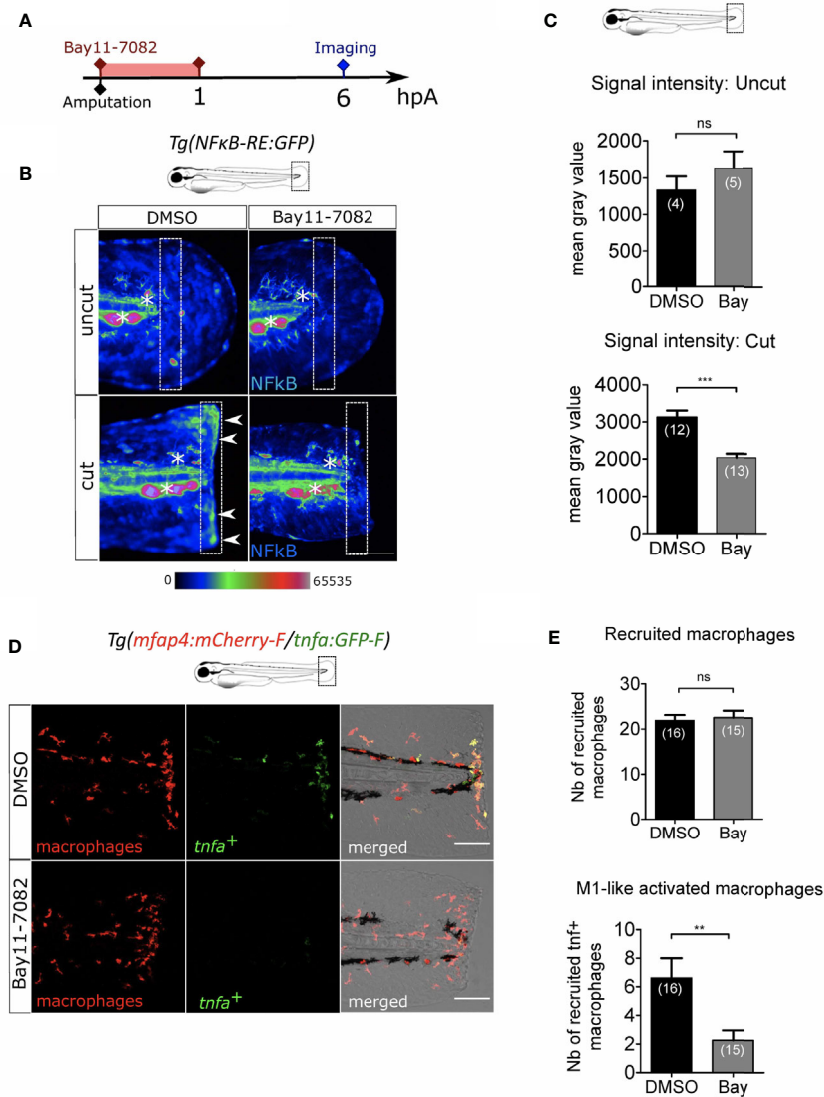 A
Bay11-7082
Imaging
Amputation
1
6
hpA
B
Tg(NFκB-RE:GFP)
DMSO
Bay11-7082
uncut
NFkB
cut
NFkB
0
65535
C
Signal intensity: Uncut
mean gray value
2000
1500
1000
500
0
ns
(4)
(5)
DMSO
Bay
Signal intensity: Cut
mean gray value
4000
3000
2000
1000
0
***
(12)
(13)
DMSO
Bay
D
Tg(mfap4:mCherry-F/tnfa:GFP-F)
DMSO
macrophages
tnfa+
merged
Bay11-7082
macrophages
tnfa+
merged
E
Recruited macrophages
Nb of recruited
macrophages
30
20
10
0
ns
(16)
(15)
DMSO
Bay
M1-like activated macrophages
Nb of recruited tnf+
macrophages
8
6
4
2
0
**
(16)
(15)
DMSO
Bay